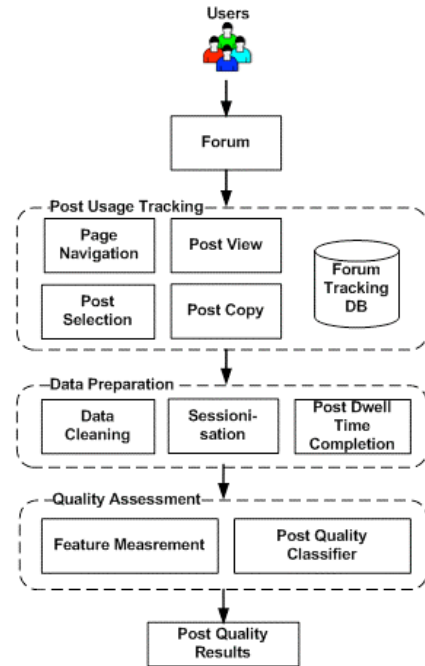 Users
Forum
Post Usage Tracking
Page
Navigation
Post View
Post
Selection
Post Copy
Forum
Tracking
DB
Data Preparation
Data
Cleaning
Sessioni-
sation
Post Dwell
Time
Completion
Quality Assessment
Feature Measrement
Post Quality
Classifier
Post Quality
Results